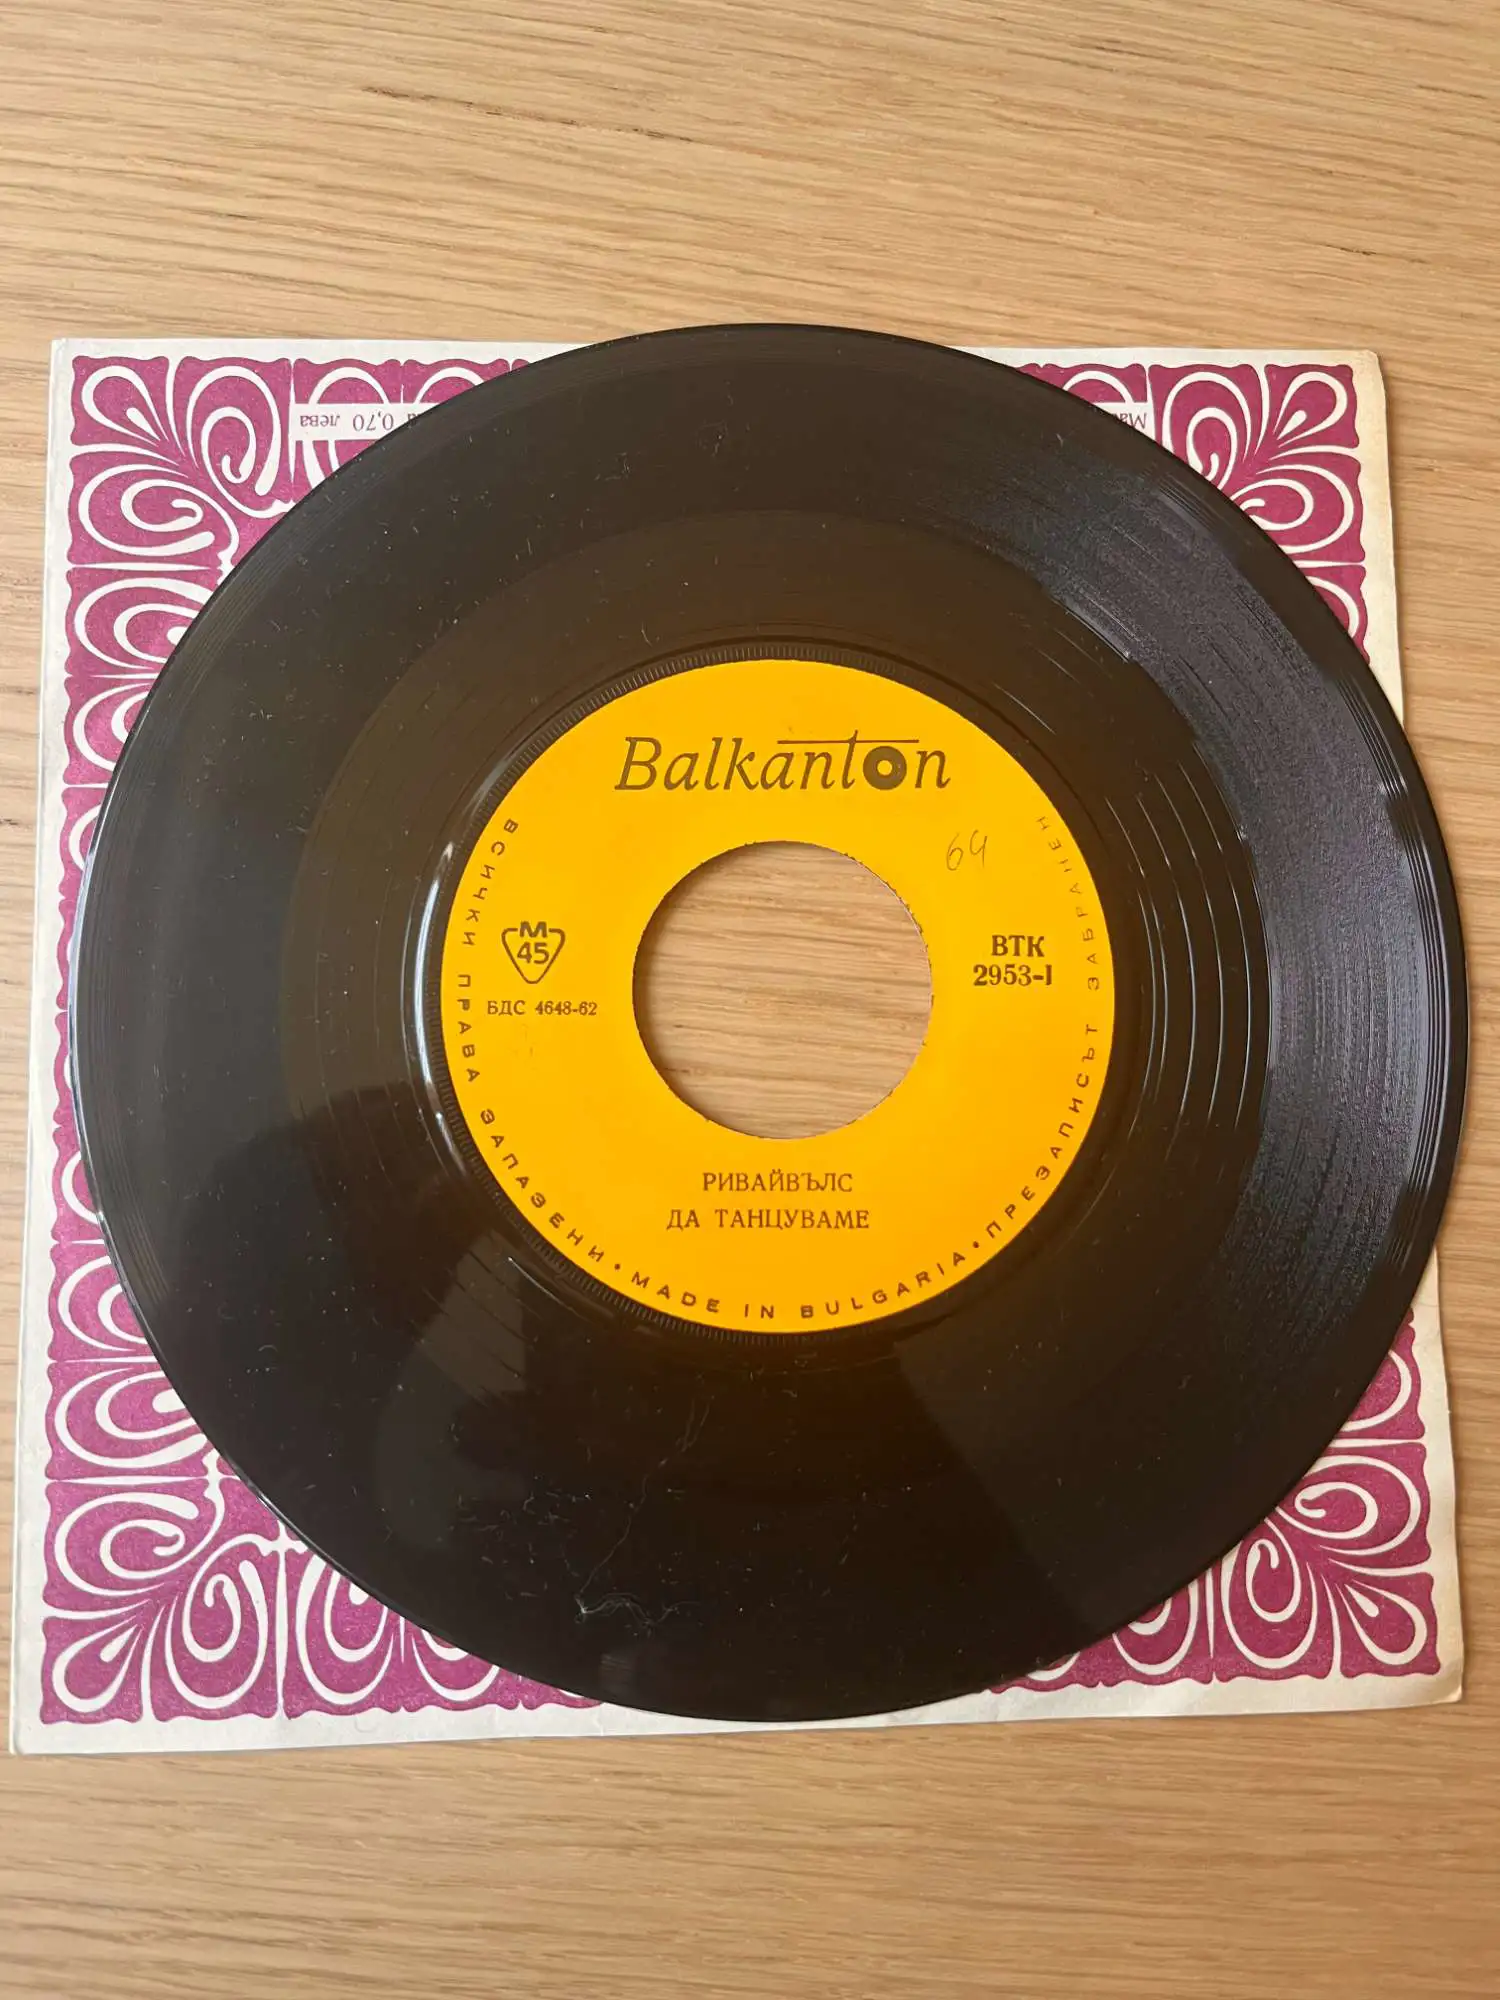 0,70 лева
Balkanton
64
М
45
БДС 4648-62
ВТК
2953-I
РИВАЙВЪЛС
ДА ТАНЦУВАМЕ
ВСИЧКИ ПРАВА ЗАПАЗЕНИ • MADE IN BULGARIA • ПРЕЗАПИСЪТ ЗАБРАНЕН